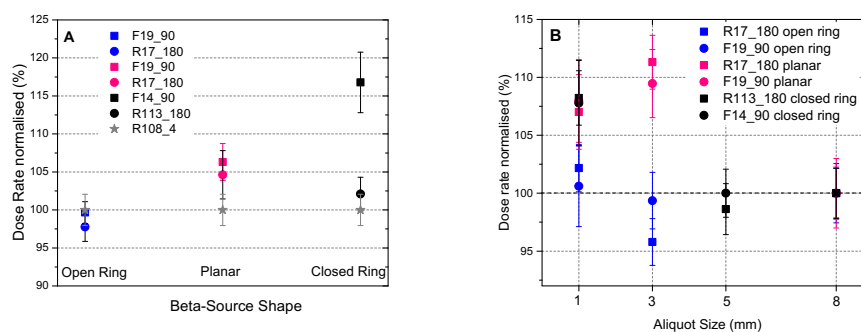 A
F19_90
R17_180
F19_90
R17_180
F14_90
R113_180
R108_4
125
120
115
110
105
100
95
90
Dose Rate normalised (%)
Open Ring
Planar
Closed Ring
Beta-Source Shape
B
R17_180 open ring
F19_90 open ring
R17_180 planar
F19_90 planar
R113_180 closed ring
F14_90 closed ring
115
110
105
100
95
Dose rate normalised (%)
1
3
5
8
Aliquot Size (mm)